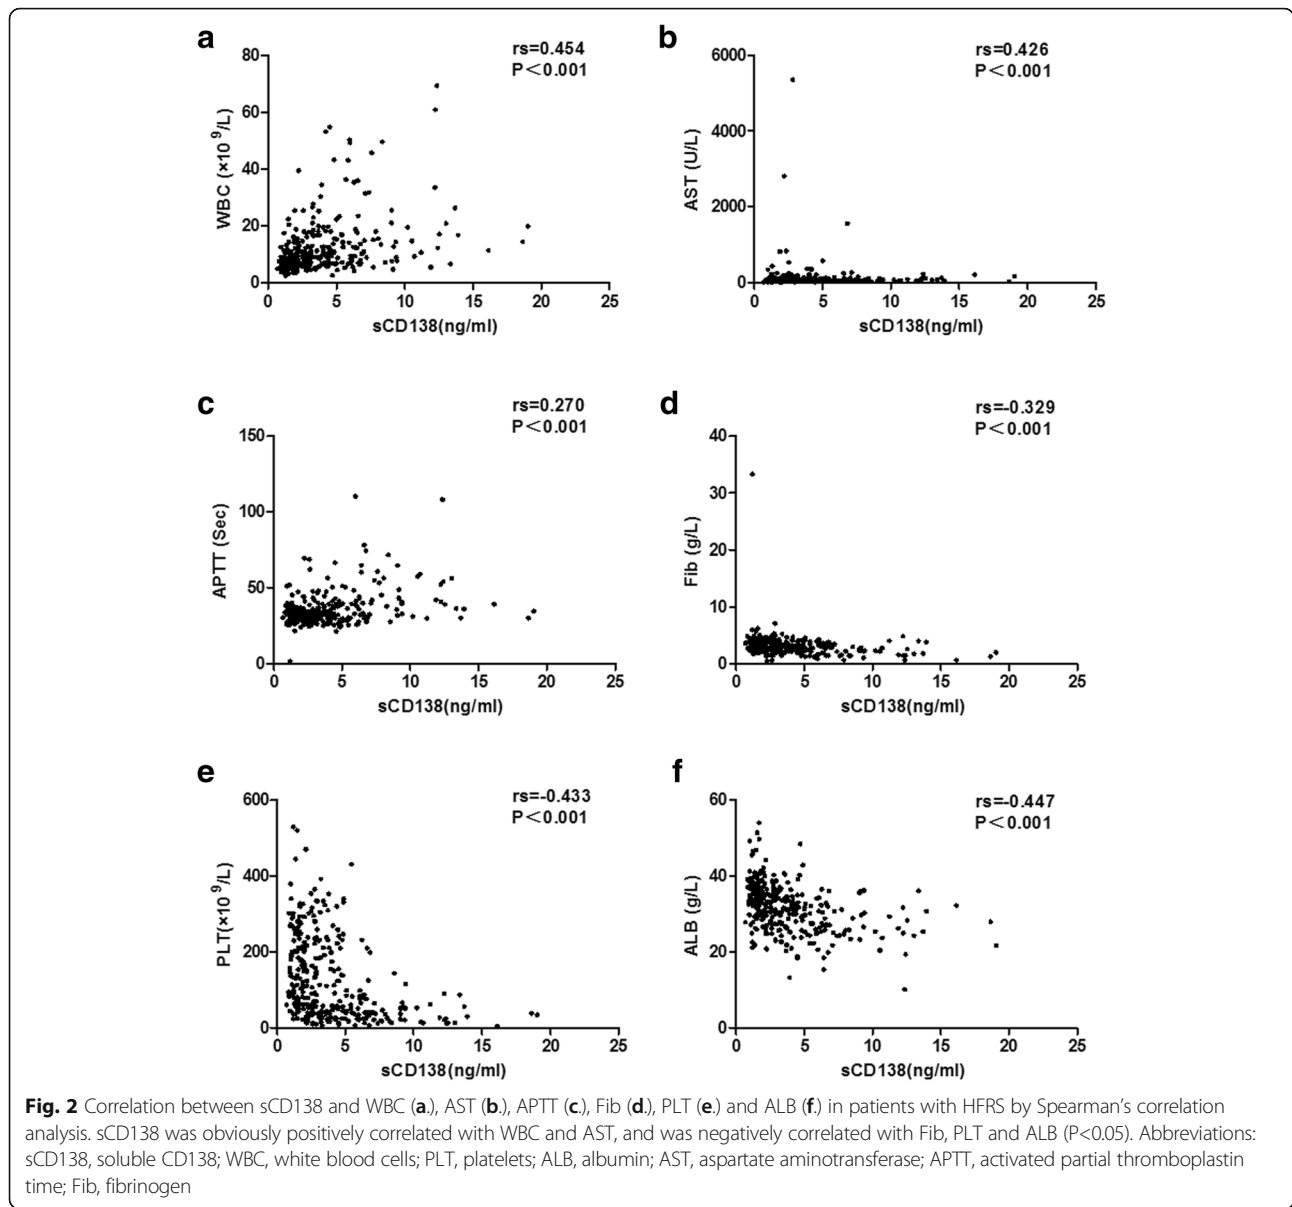 a
rs=0.454
P<0.001
80
60
40
20
0
WBC (×10 9/L)
0 5 10 15 20 25
sCD138(ng/ml)
b
rs=0.426
P<0.001
6000
4000
2000
0
AST (U/L)
0 5 10 15 20 25
sCD138(ng/ml)
c
rs=0.270
P<0.001
150
100
50
0
APTT (Sec)
0 5 10 15 20 25
sCD138(ng/ml)
d
rs=-0.329
P<0.001
40
30
20
10
0
Fib (g/L)
0 5 10 15 20 25
sCD138(ng/ml)
e
rs=-0.433
P<0.001
600
400
200
0
PLT(×10 9/L)
0 5 10 15 20 25
sCD138(ng/ml)
f
rs=-0.447
P<0.001
60
40
20
0
ALB (g/L)
0 5 10 15 20 25
sCD138(ng/ml)
Fig. 2 Correlation between sCD138 and WBC (a.), AST (b.), APTT (c.), Fib (d.), PLT (e.) and ALB (f.) in patients with HFRS by Spearman's correlation
analysis. sCD138 was obviously positively correlated with WBC and AST, and was negatively correlated with Fib, PLT and ALB (P<0.05). Abbreviations:
sCD138, soluble CD138; WBC, white blood cells; PLT, platelets; ALB, albumin; AST, aspartate aminotransferase; APTT, activated partial thromboplastin
time; Fib, fibrinogen